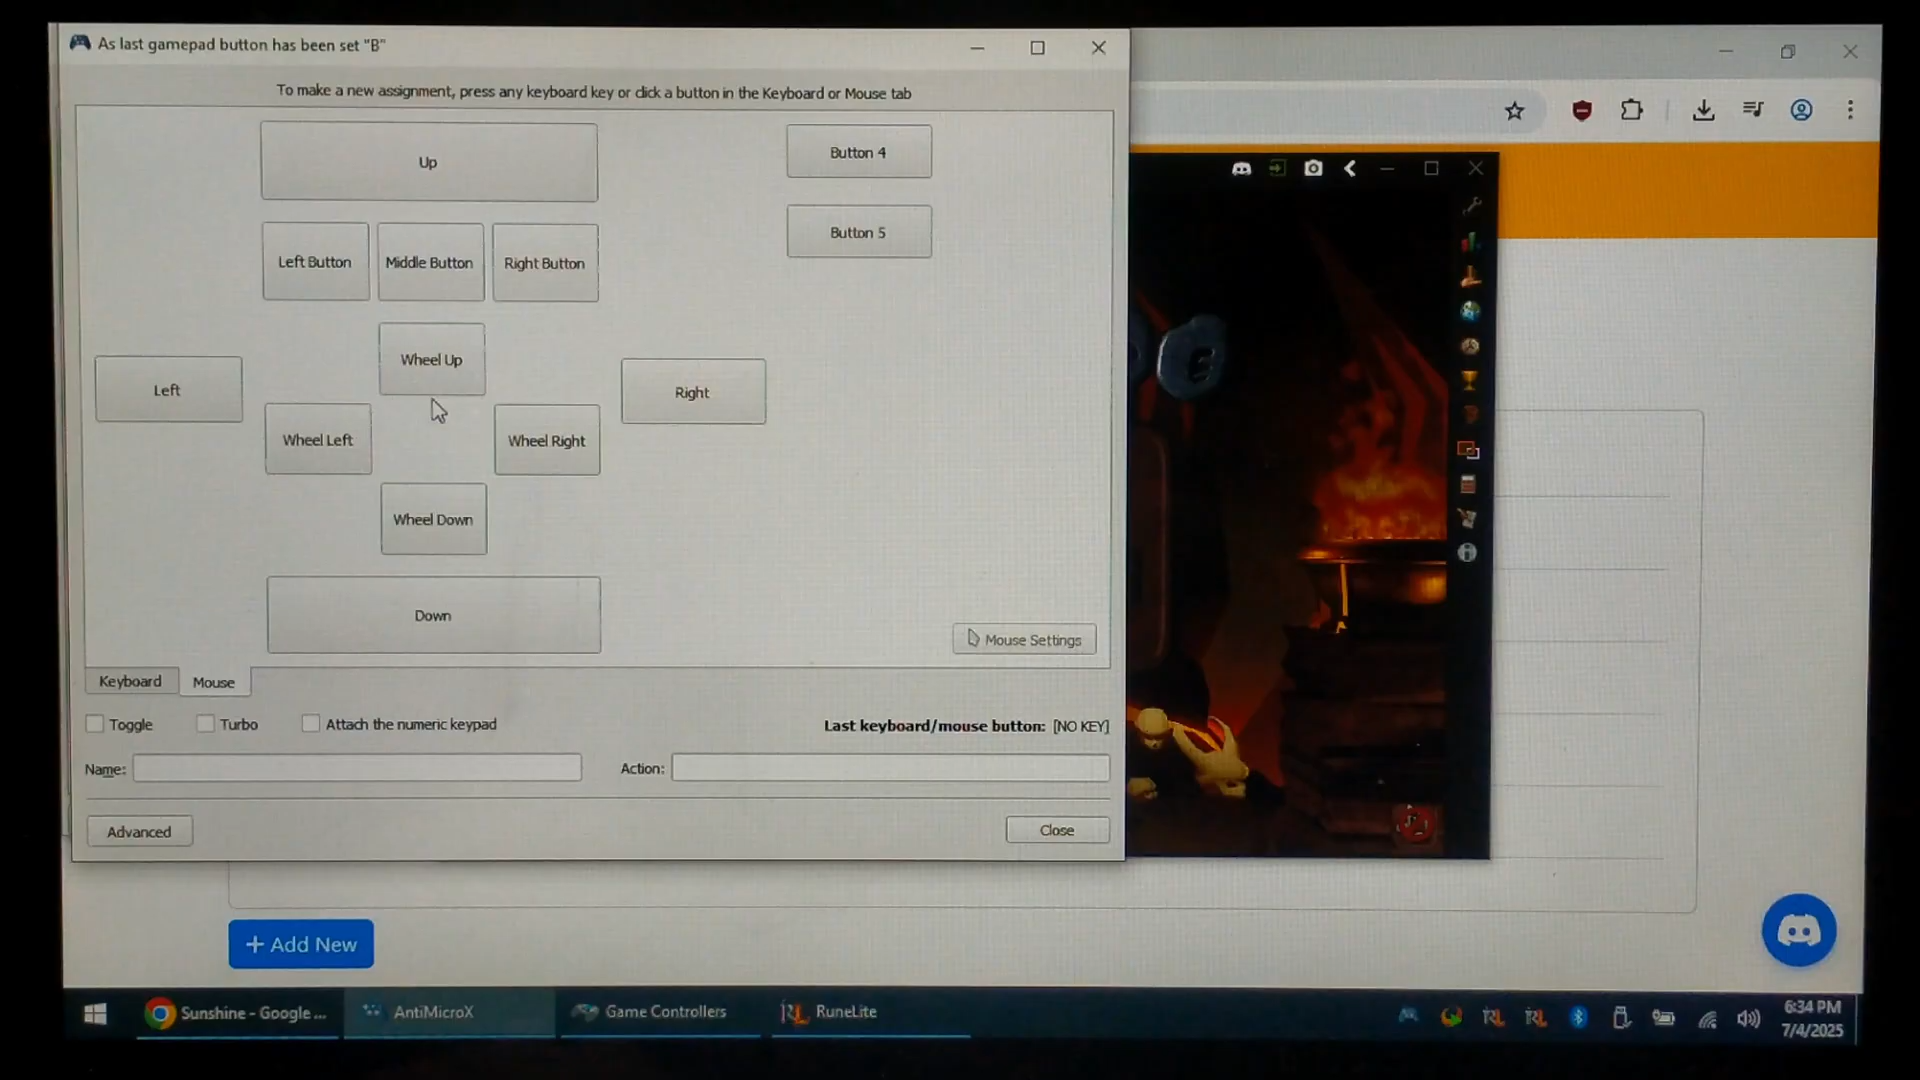 As last gamepad button has been set "B"
To make a new assignment, press any keyboard key or click a button in the Keyboard or Mouse tab
Up
Button 4
Button 5
Left Button
Middle Button
Right Button
Wheel Up
Left
Right
Wheel Left
Wheel Right
Wheel Down
Down
Mouse Settings
Keyboard
Mouse
Toggle
Turbo
Attach the numeric keypad
Last keyboard/mouse button: [NO KEY]
Name:
Action:
Advanced
Close
E
+ Add New
Sunshine - Google ...
AntiMicroX
Game Controllers
RuneLite
6:34 PM
7/4/2025